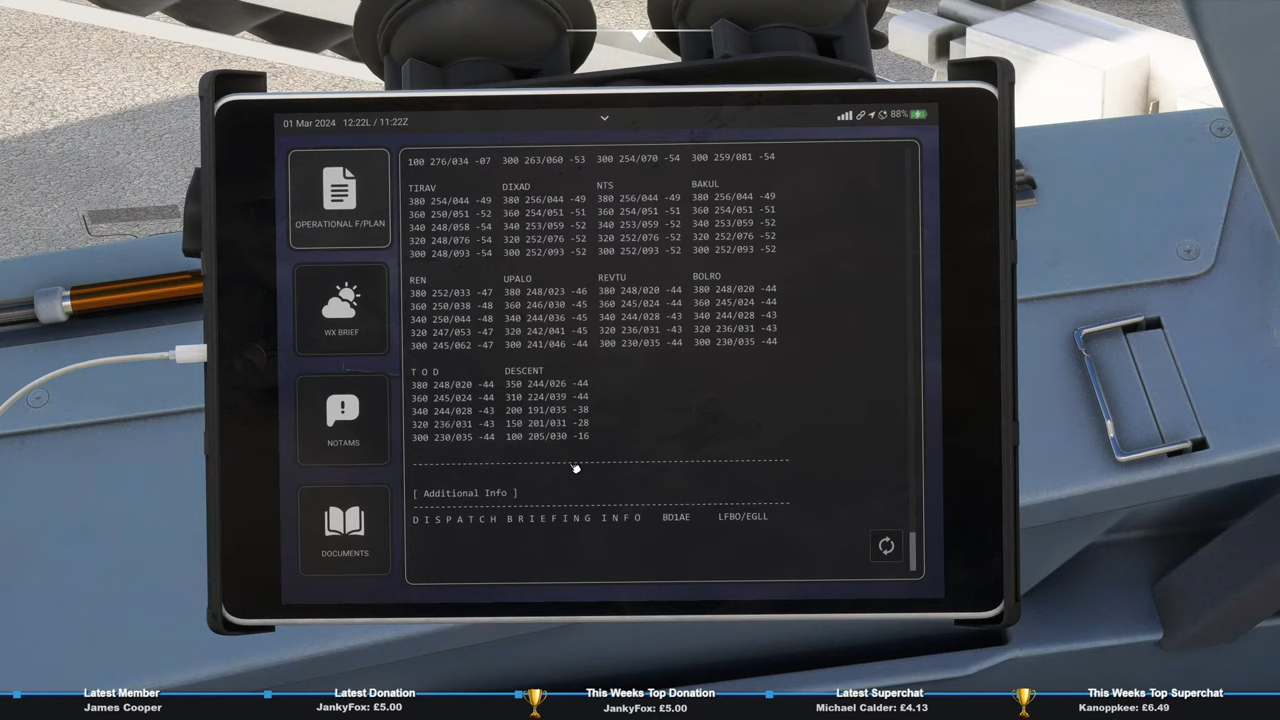 01 Mar 2024 12:22L / 11:22Z
88%
OPERATIONAL F/PLAN
WX BRIEF
NOTAMS
DOCUMENTS
100 276/034 -07 300 263/060 -53 300 254/070 -54 300 259/081 -54
TIRAV DIXAD NTS BAKUL
380 254/044 -49 380 256/044 -49 380 256/044 -49 380 256/044 -49
360 250/051 -52 360 254/051 -51 360 254/051 -51 360 254/051 -51
340 248/058 -54 340 253/059 -52 340 253/059 -52 340 253/059 -52
320 248/076 -54 320 252/076 -52 320 252/076 -52 320 252/076 -52
300 248/093 -54 300 252/093 -52 300 252/093 -52 300 252/093 -52
REN UPALO REVTU BOLRO
380 252/033 -47 380 248/023 -46 380 248/020 -44 380 248/020 -44
360 250/038 -48 360 246/030 -45 360 245/024 -44 360 245/024 -44
340 250/044 -48 340 244/036 -45 340 244/028 -43 340 244/028 -43
320 247/053 -47 320 242/041 -45 320 236/031 -43 320 236/031 -43
300 245/062 -47 300 241/046 -44 300 230/035 -44 300 230/035 -44
T O D DESCENT
380 248/020 -44 350 244/026 -44
360 245/024 -44 310 224/039 -44
340 244/028 -43 200 191/035 -38
320 236/031 -43 150 201/031 -28
300 230/035 -44 100 205/030 -16
--------------------------------------------------------------
[ Additional Info ]
--------------------------------------------------------------
D I S P A T C H B R I E F I N G I N F O BD1AE LFBO/EGLL
Latest Member
James Cooper
Latest Donation
JankyFox: £5.00
This Weeks Top Donation
JankyFox: £5.00
Latest Superchat
Michael Calder: £4.13
This Weeks Top Superchat
Kanoppkee: £6.49